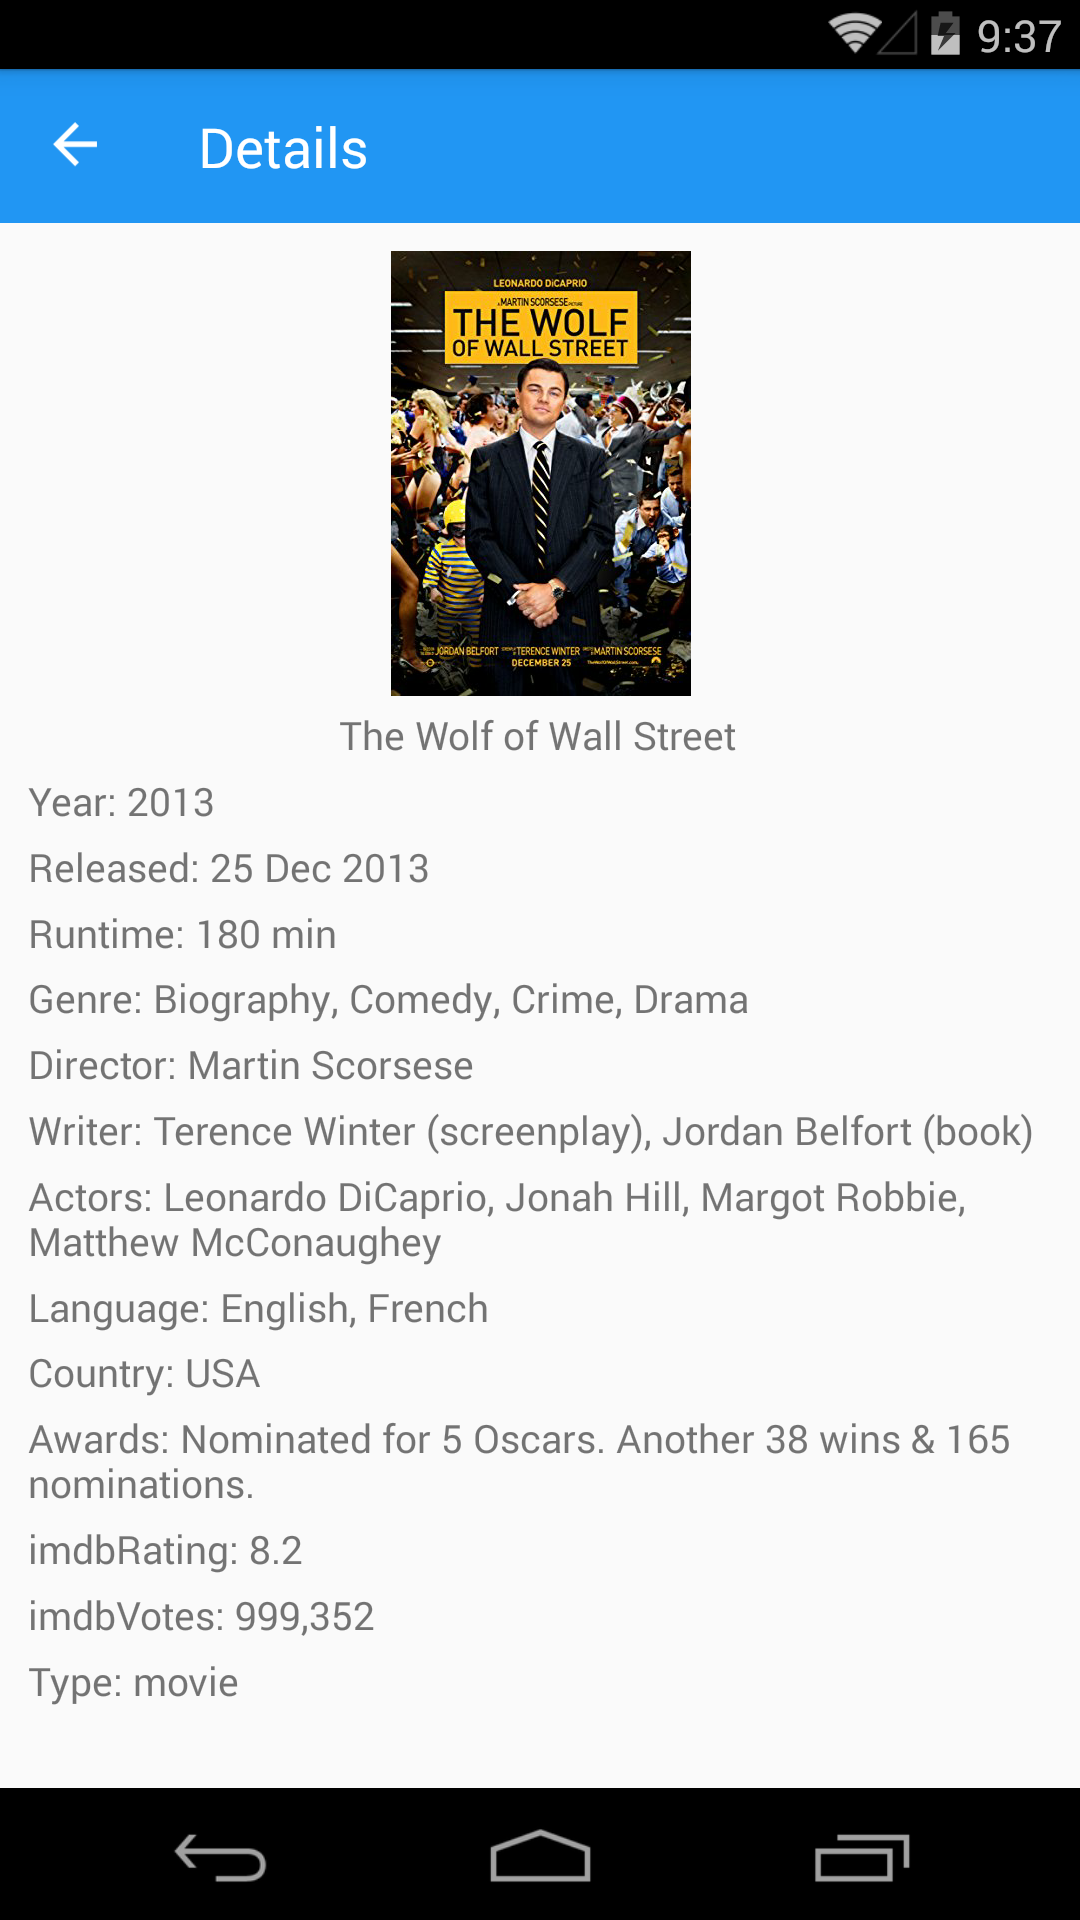 9:37
Details
LEONARDO DiCAPRIO
A MARTIN SCORSESE PICTURE
THE WOLF
OF WALL STREET
JORDAN BELFORT TERENCE WINTER MARTIN SCORSESE
DECEMBER 25
The Wolf of Wall Street
Year: 2013
Released: 25 Dec 2013
Runtime: 180 min
Genre: Biography, Comedy, Crime, Drama
Director: Martin Scorsese
Writer: Terence Winter (screenplay), Jordan Belfort (book)
Actors: Leonardo DiCaprio, Jonah Hill, Margot Robbie,
Matthew McConaughey
Language: English, French
Country: USA
Awards: Nominated for 5 Oscars. Another 38 wins & 165
nominations.
imdbRating: 8.2
imdbVotes: 999,352
Type: movie